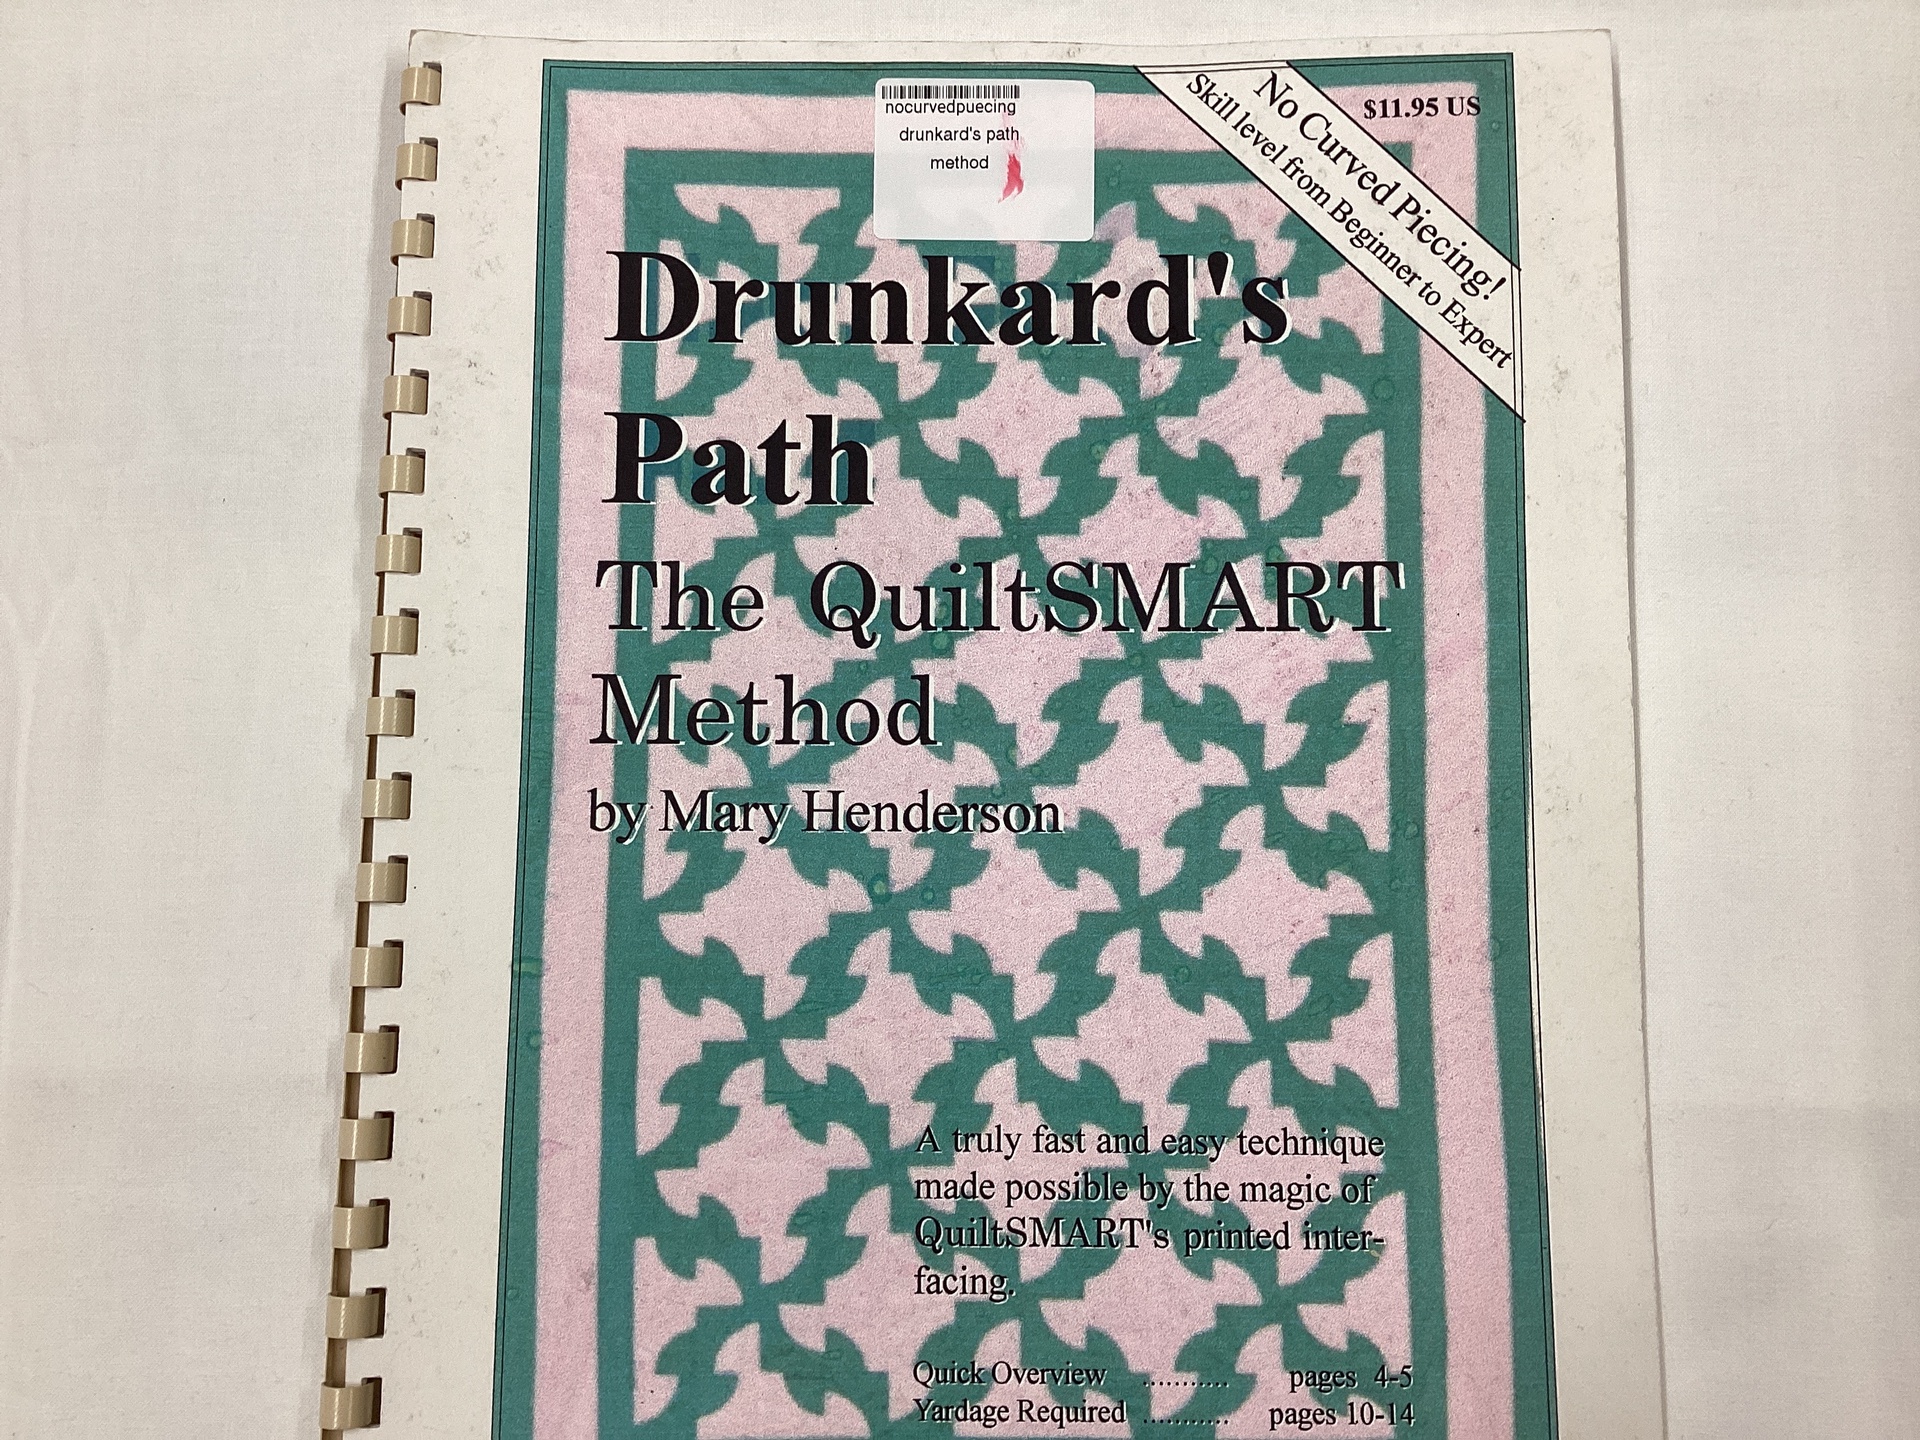 nocurvedpuecing
drunkard's path
method
$11.95 US
No Curved Piecing!
Skill level from Beginner to Expert
Drunkard's
Path
The QuiltSMART
Method
by Mary Henderson
A truly fast and easy technique
made possible by the magic of
QuiltSMART's printed inter-
facing.
Quick Overview ........... pages 4-5
Yardage Required ........... pages 10-14